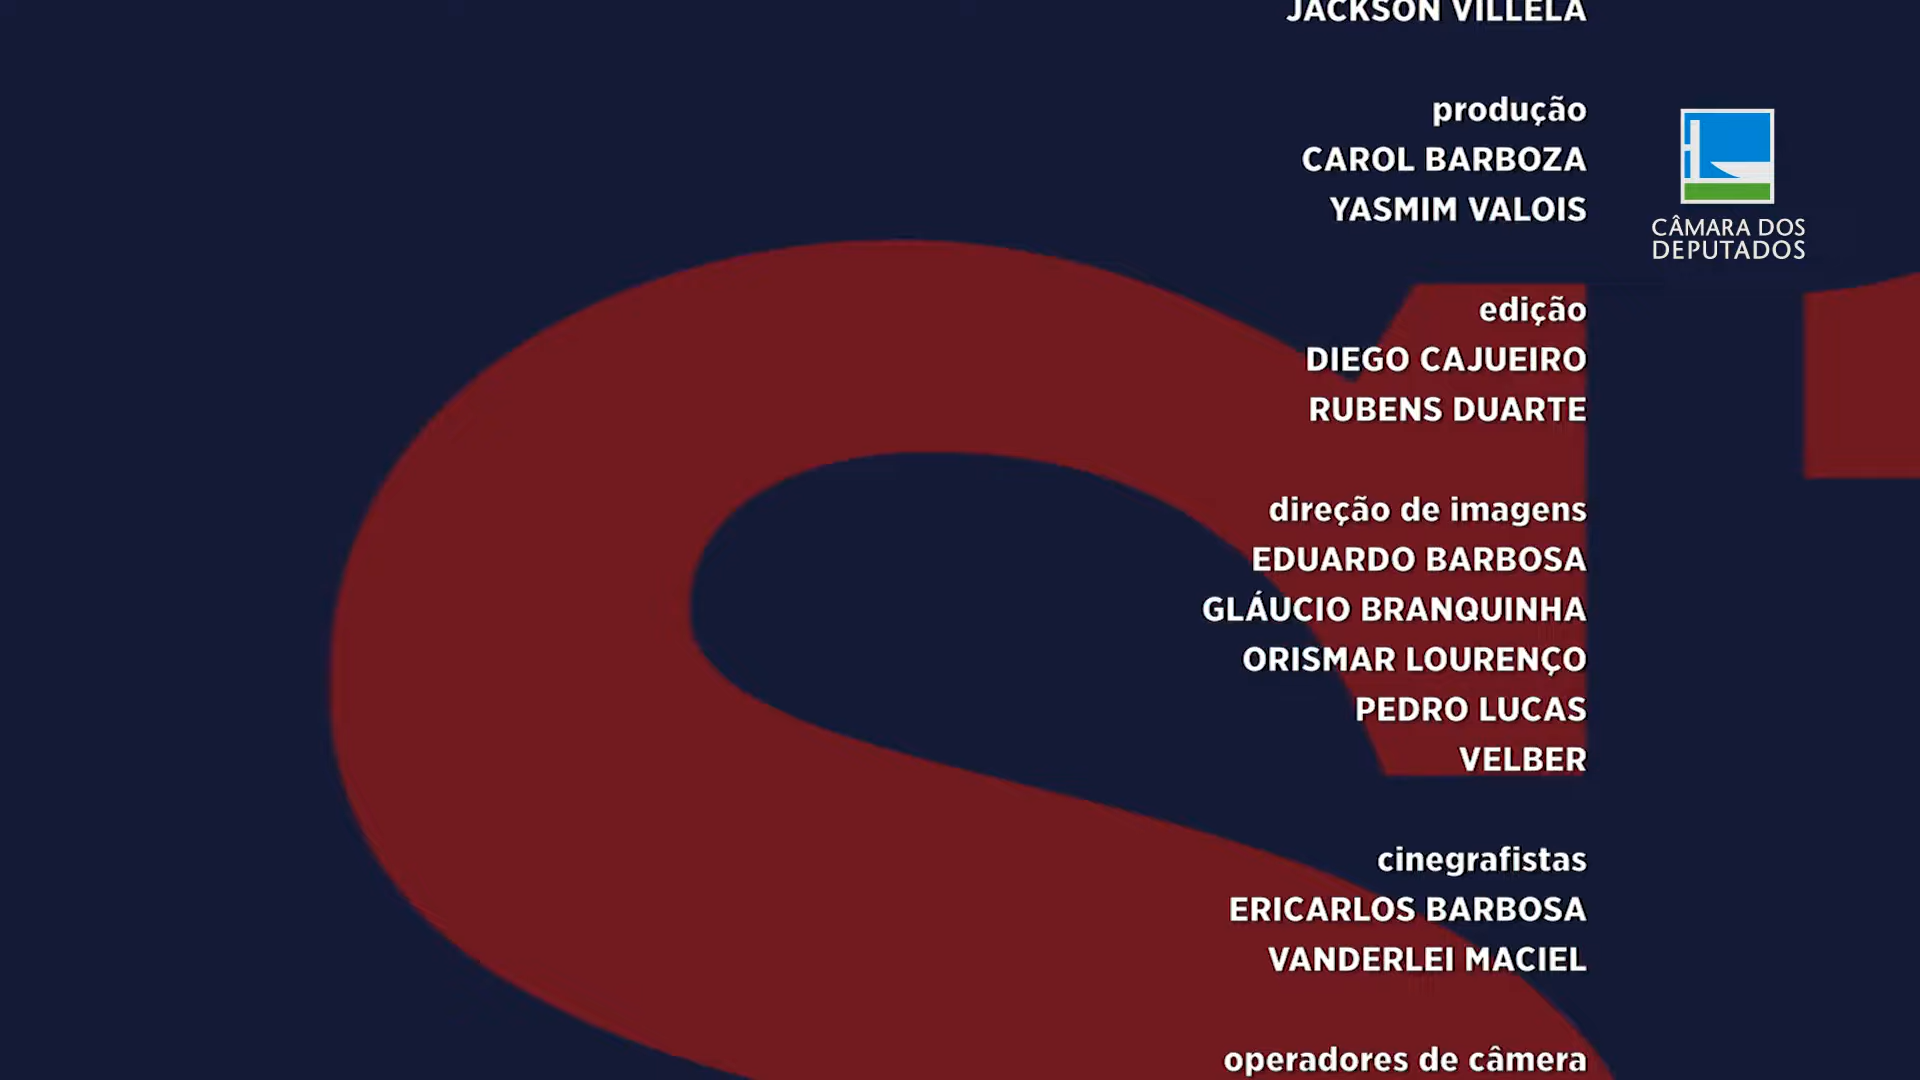 JACKSON VILLELA
produção
CAROL BARBOZA
YASMIM VALOIS
CÂMARA DOS
DEPUTADOS
edição
DIEGO CAJUEIRO
RUBENS DUARTE
direção de imagens
EDUARDO BARBOSA
GLÁUCIO BRANQUINHA
ORISMAR LOURENÇO
PEDRO LUCAS
VELBER
cinegrafistas
ERICARLOS BARBOSA
VANDERLEI MACIEL
operadores de câmera